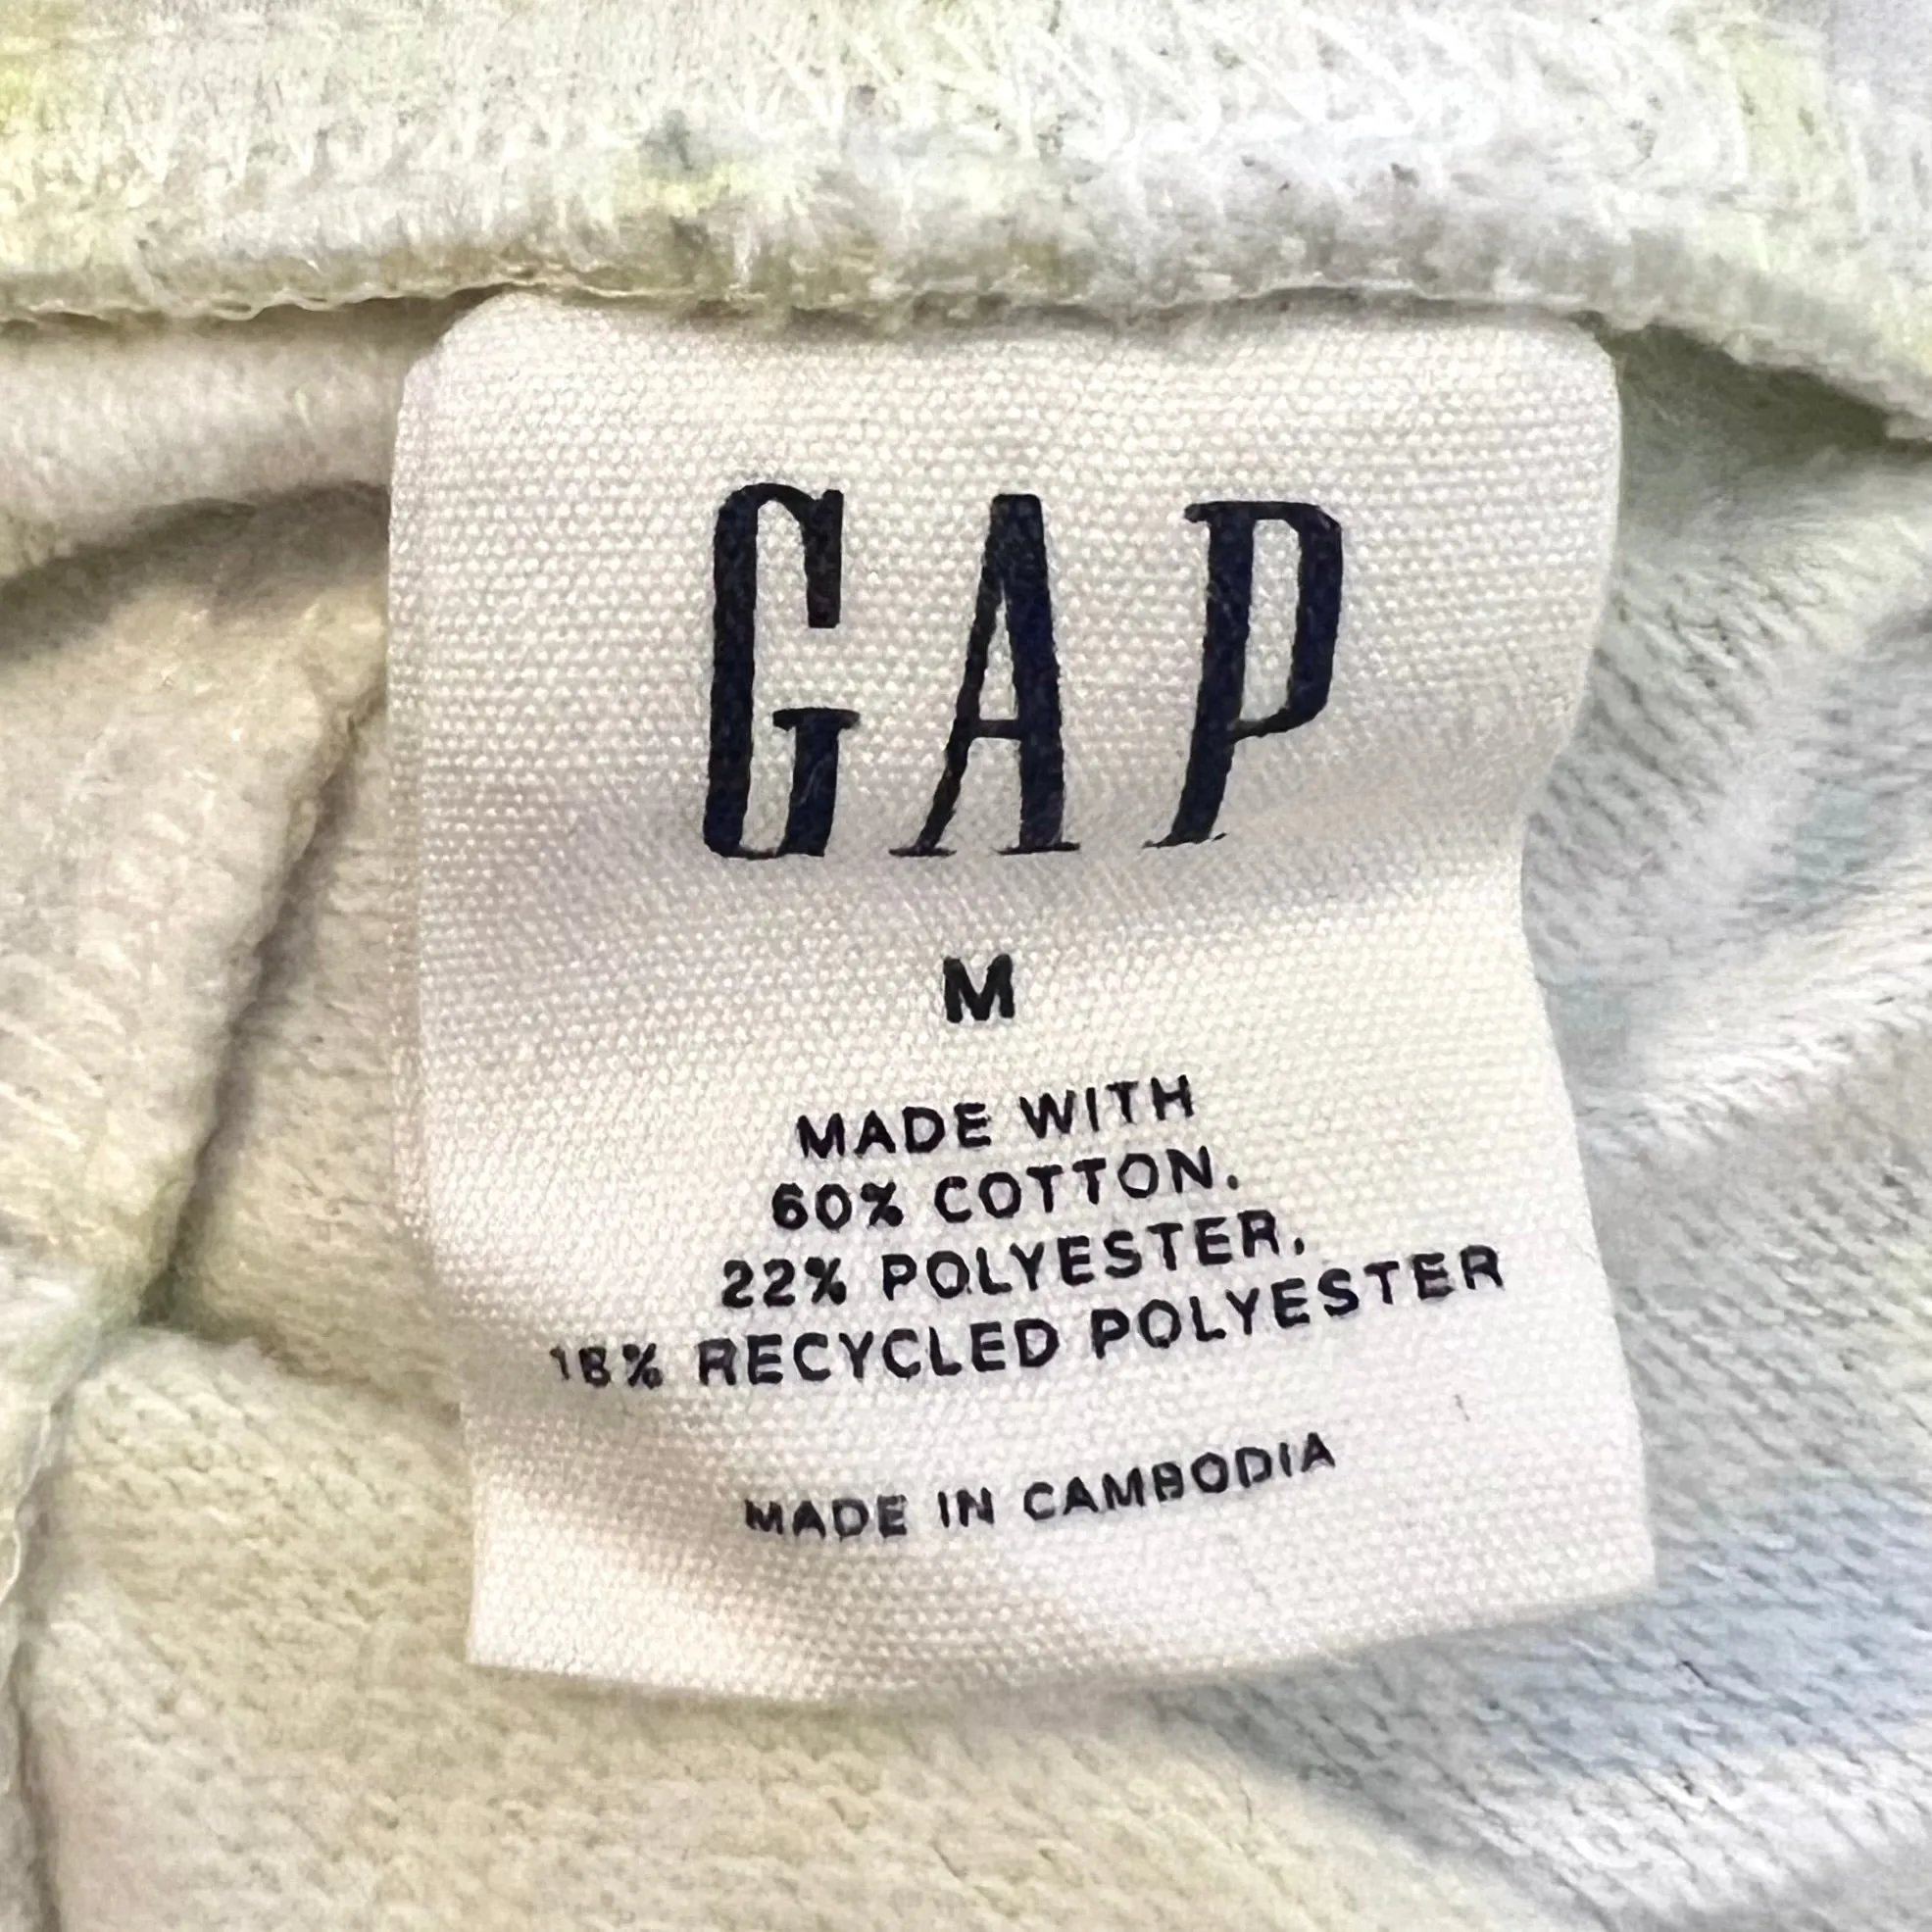 GAP
M
MADE WITH
60% COTTON,
22% POLYESTER,
18% RECYCLED POLYESTER
MADE IN CAMBODIA